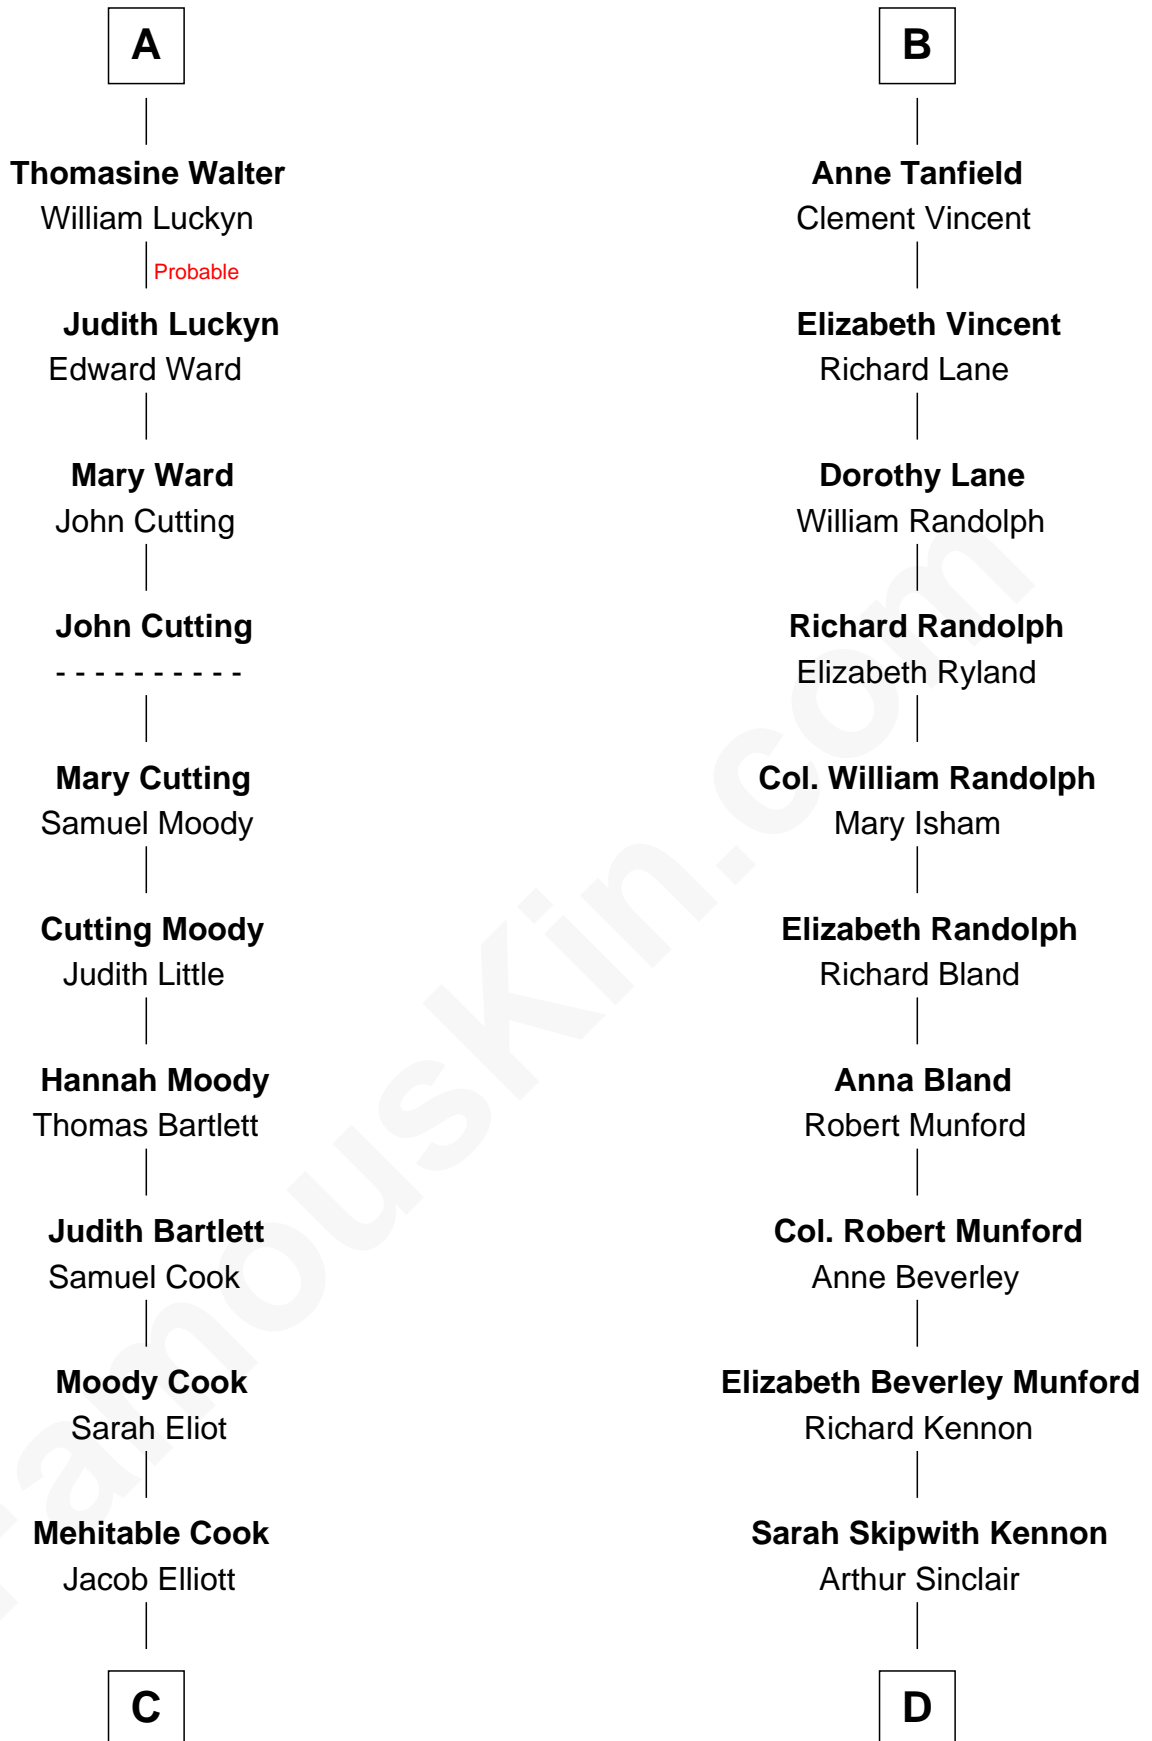 A
Thomasine Walter
William Luckyn
Probable
Judith Luckyn
Edward Ward
Mary Ward
John Cutting
John Cutting
- - - - - - - - - -
Mary Cutting
Samuel Moody
Cutting Moody
Judith Little
Hannah Moody
Thomas Bartlett
Judith Bartlett
Samuel Cook
Moody Cook
Sarah Eliot
Mehitable Cook
Jacob Elliott
C
B
Anne Tanfield
Clement Vincent
Elizabeth Vincent
Richard Lane
Dorothy Lane
William Randolph
Richard Randolph
Elizabeth Ryland
Col. William Randolph
Mary Isham
Elizabeth Randolph
Richard Bland
Anna Bland
Robert Munford
Col. Robert Munford
Anne Beverley
Elizabeth Beverley Munford
Richard Kennon
Sarah Skipwith Kennon
Arthur Sinclair
D
FamousKin.com